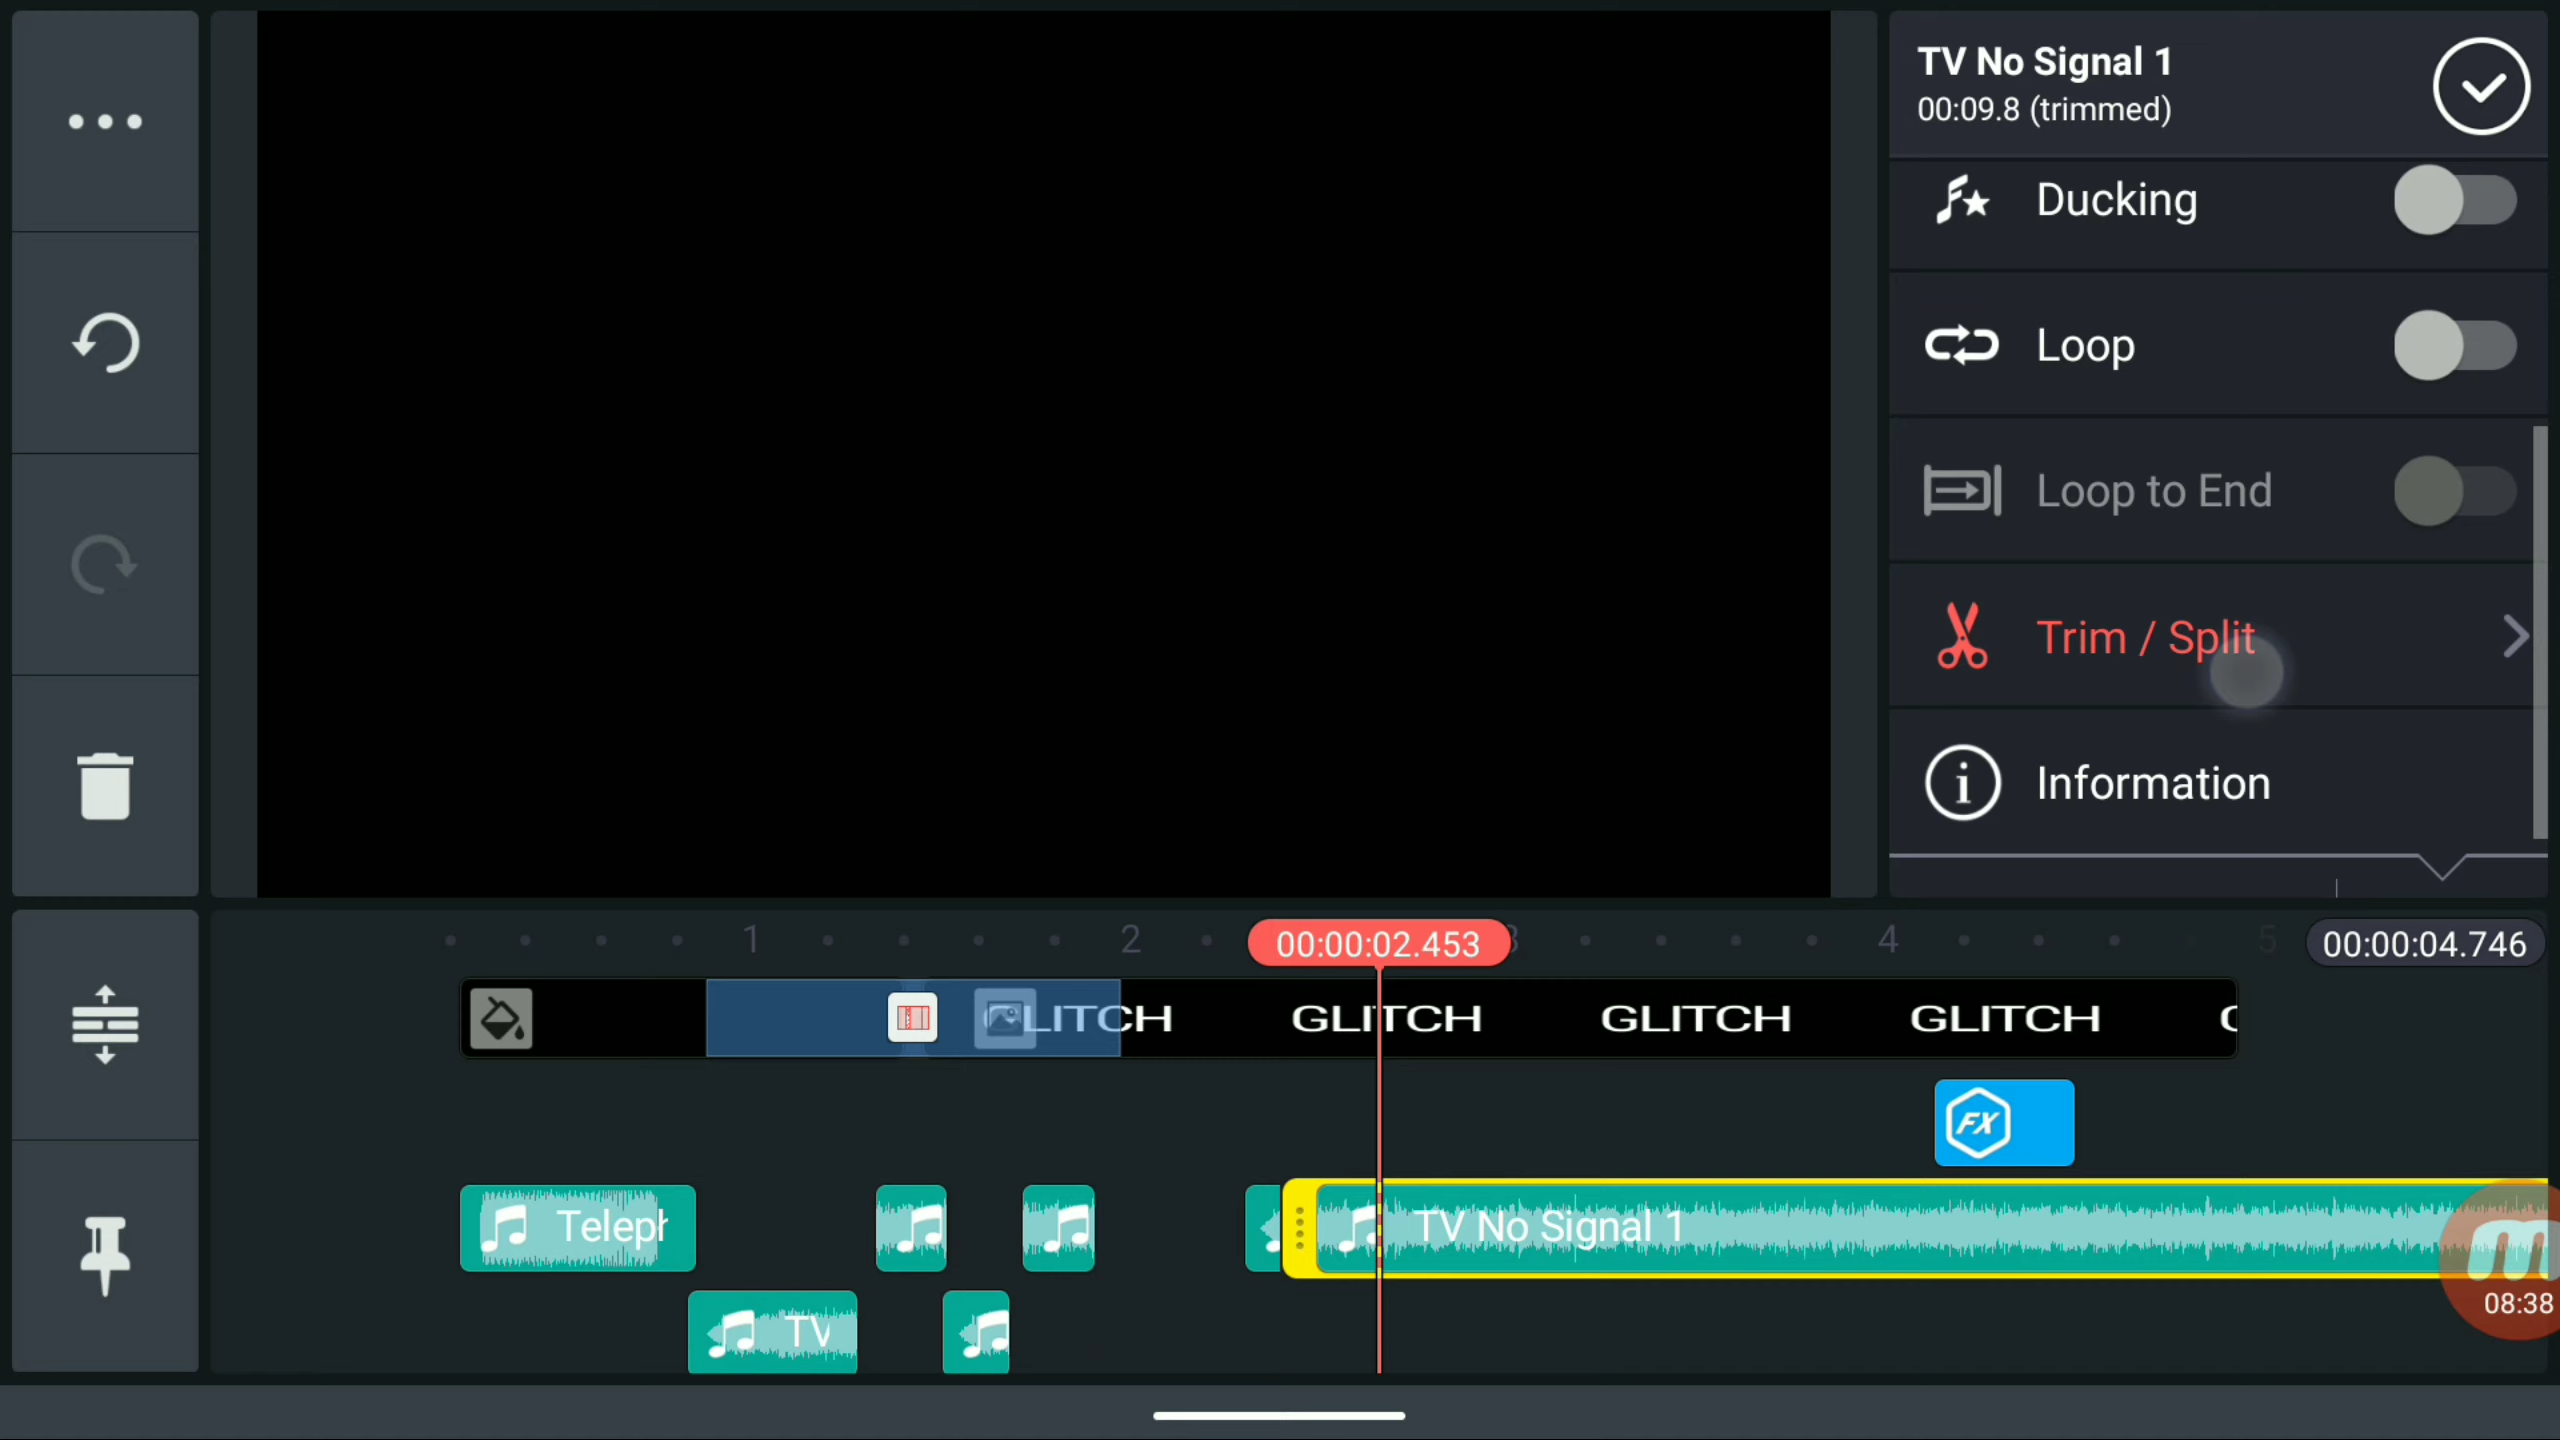 TV No Signal 1
00:09.8 (trimmed)
Ducking
Loop
Loop to End
Trim / Split
Information
1 2 3 4 5
00:00:02.453
00:00:04.746
GLITCH GLITCH GLITCH
FX
TV No Signal 1
TV
08:38